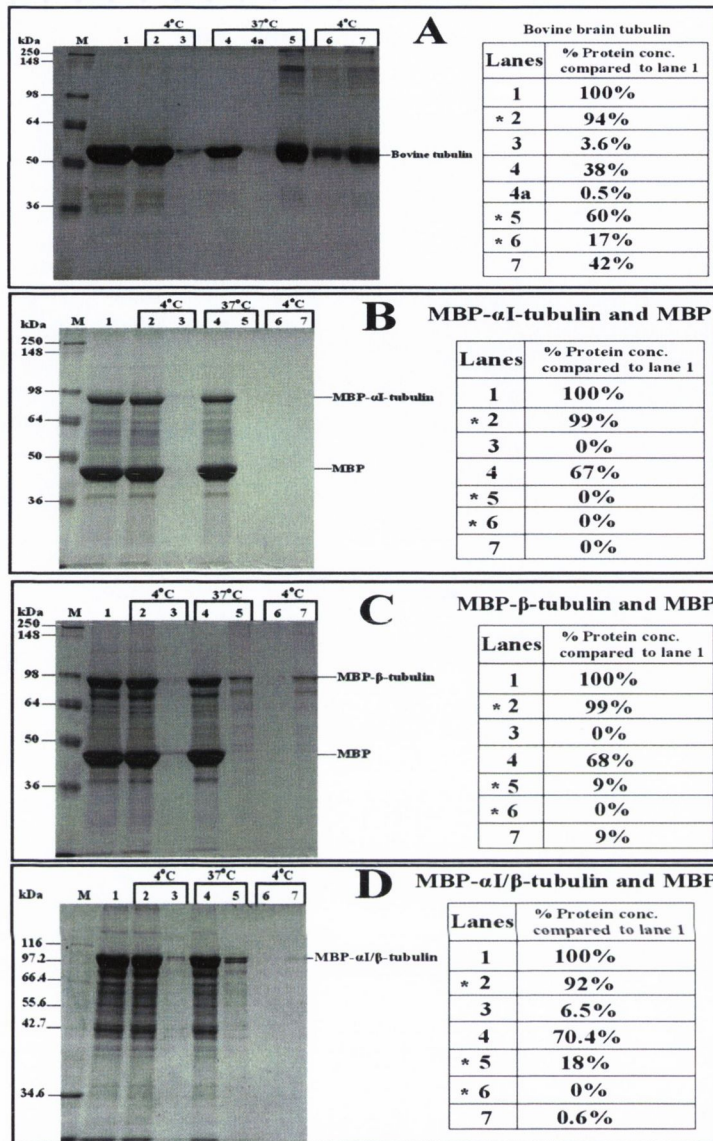 A
4°C 37°C 4°C
kDa M 1 2 3 4 4a 5 6 7
250
148
98
64
50
36
Bovine tubulin
Bovine brain tubulin
Lanes % Protein conc. compared to lane 1
1 100%
* 2 94%
3 3.6%
4 38%
4a 0.5%
* 5 60%
* 6 17%
7 42%
B MBP-αI-tubulin and MBP
4°C 37°C 4°C
kDa M 1 2 3 4 5 6 7
250
148
98
64
50
36
MBP-αI-tubulin
MBP
Lanes % Protein conc. compared to lane 1
1 100%
* 2 99%
3 0%
4 67%
* 5 0%
* 6 0%
7 0%
C MBP-β-tubulin and MBP
4°C 37°C 4°C
kDa M 1 2 3 4 5 6 7
250
148
98
64
50
36
MBP-β-tubulin
MBP
Lanes % Protein conc. compared to lane 1
1 100%
* 2 99%
3 0%
4 68%
* 5 9%
* 6 0%
7 9%
D MBP-αI/β-tubulin and MBP
4°C 37°C 4°C
kDa M 1 2 3 4 5 6 7
116
97.2
66.4
55.6
42.7
34.6
MBP-αI/β-tubulin
Lanes % Protein conc. compared to lane 1
1 100%
* 2 92%
3 6.5%
4 70.4%
* 5 18%
* 6 0%
7 0.6%